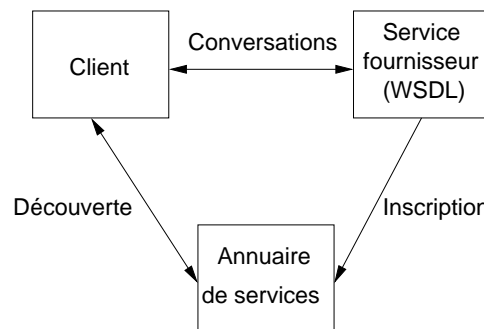 Client
Conversations
Service
fournisseur
(WSDL)
Découverte
Inscription
Annuaire
de services